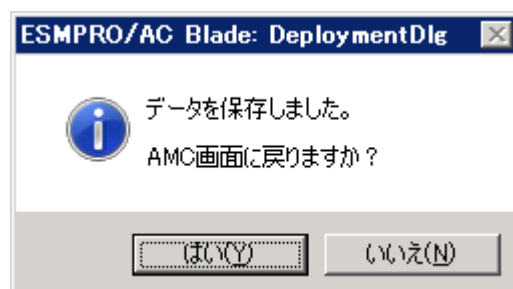 ESMPRO/AC Blade: DeploymentDlg
データを保存しました。
AMC画面に戻りますか？
はい(Y)
いいえ(N)